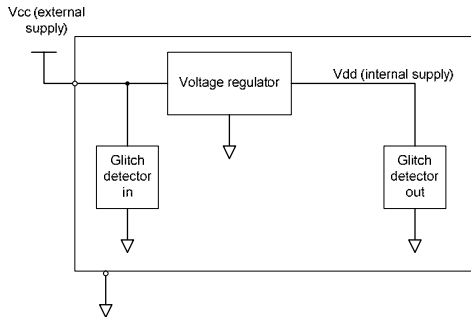 Vcc (external
supply)
Voltage regulator
Vdd (internal supply)
Glitch
detector
in
Glitch
detector
out